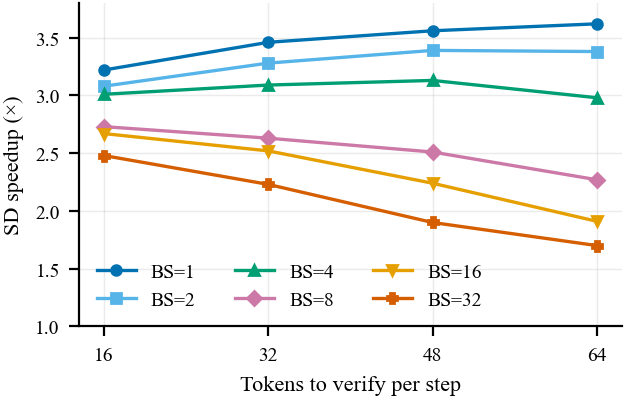 SD speedup (×)
3.5
3.0
2.5
2.0
1.5
1.0
BS=1 BS=4 BS=16
BS=2 BS=8 BS=32
16 32 48 64
Tokens to verify per step